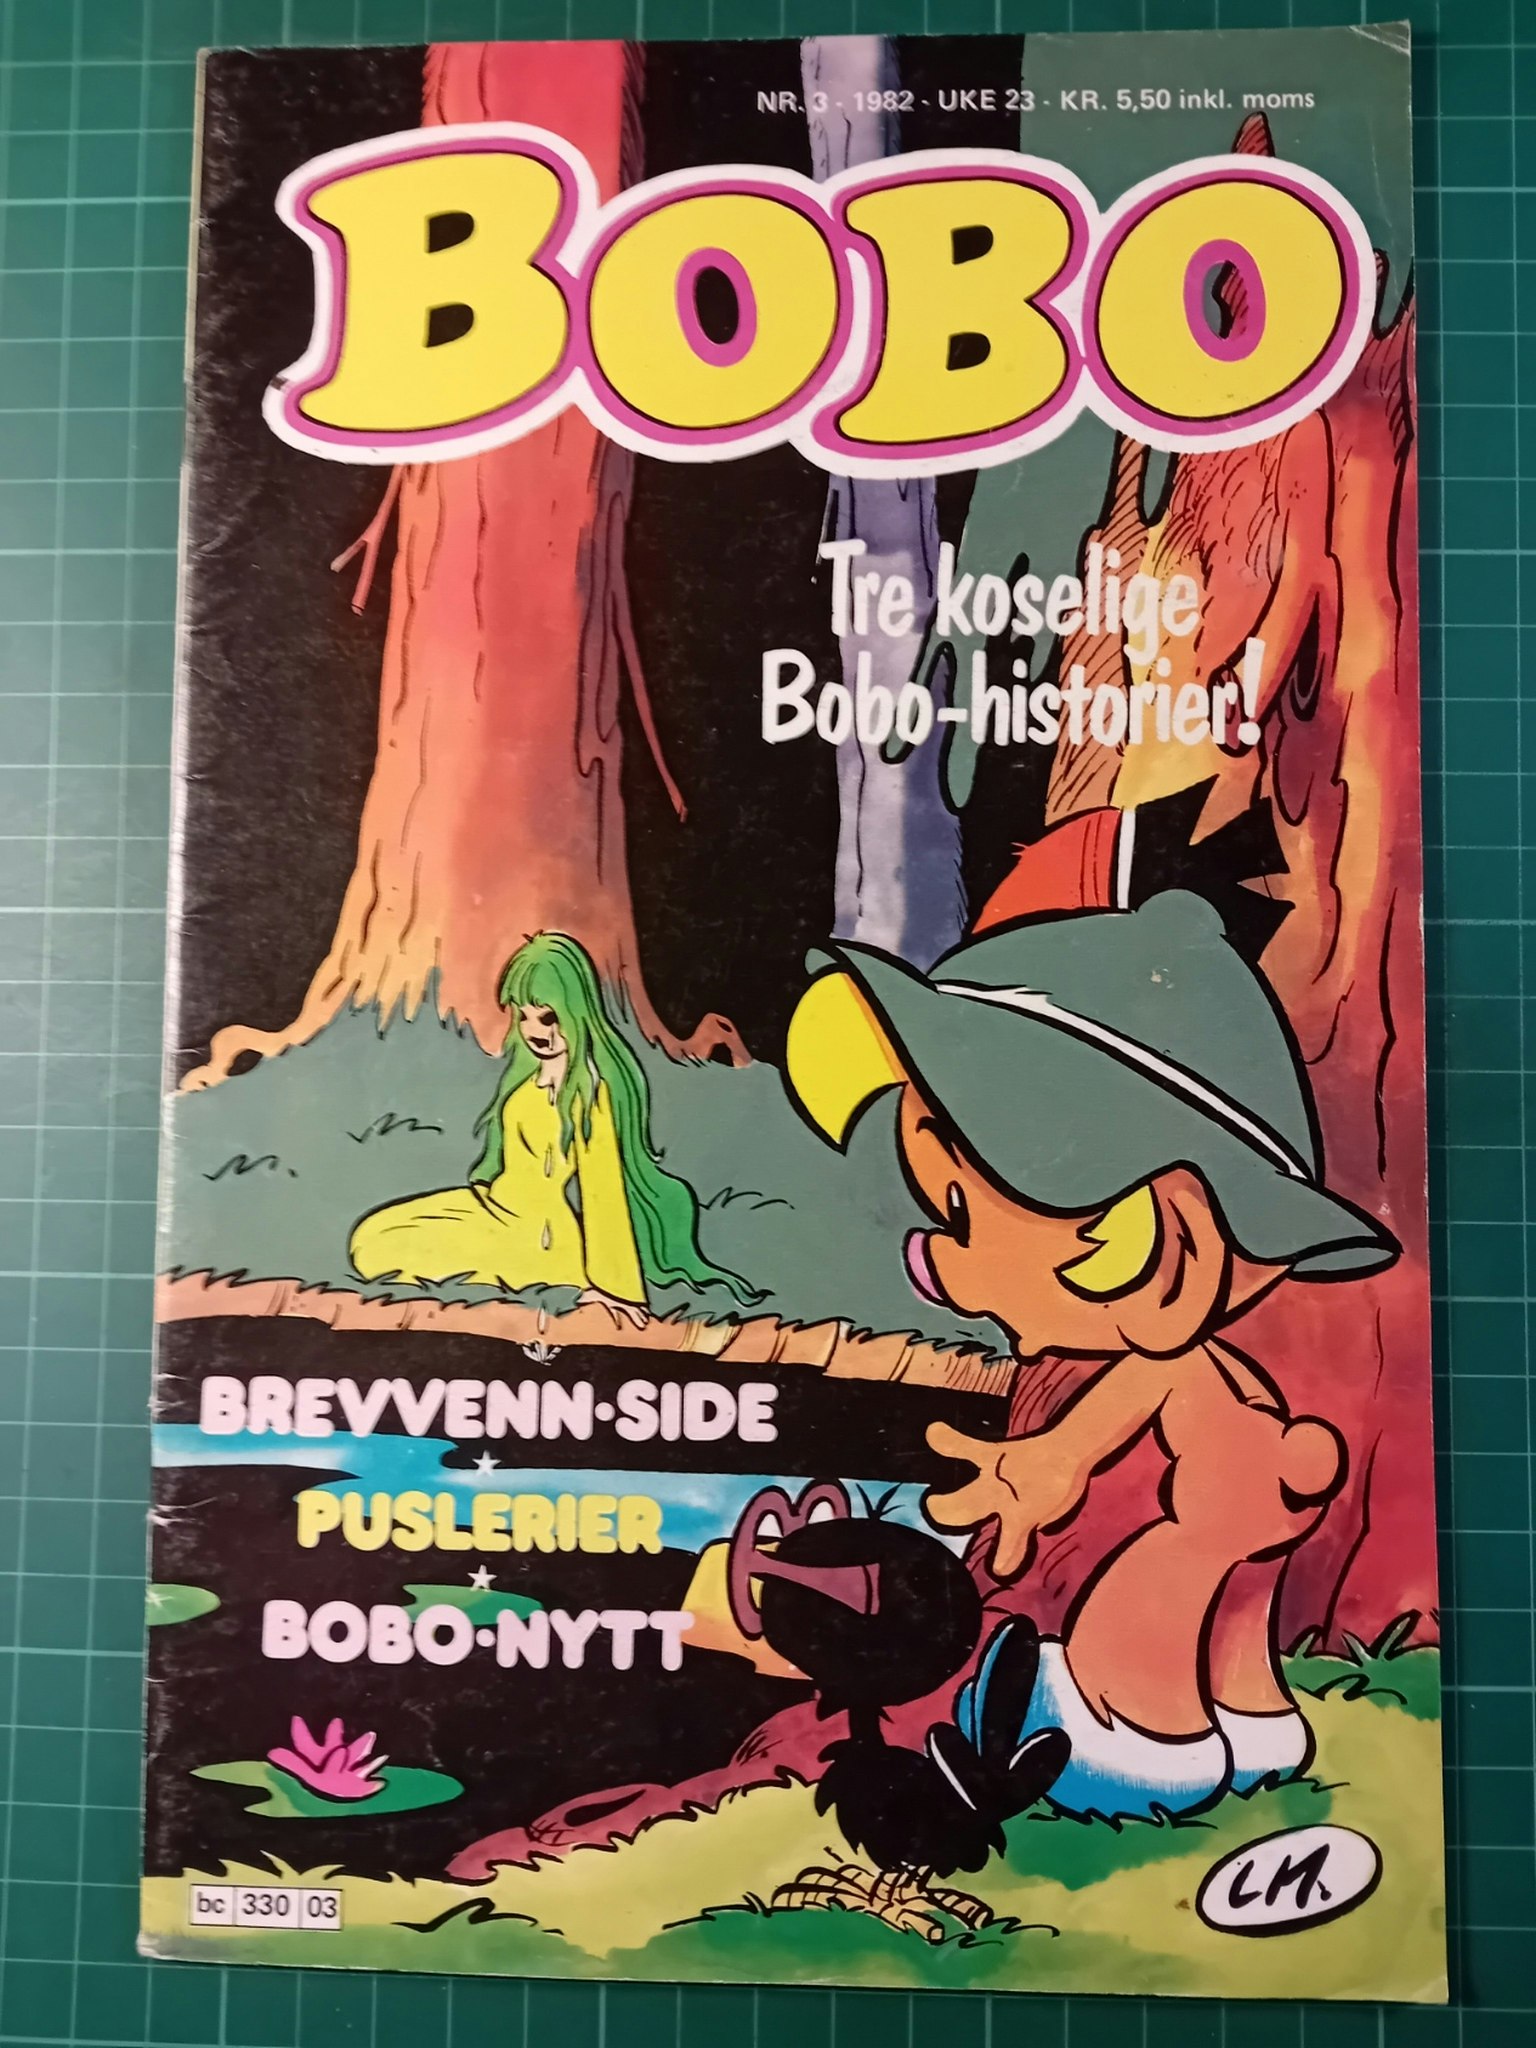 NR. 3 - 1982 - UKE 23 - KR. 5,50 inkl. moms
BOBO
Tre koselige
Bobo-historier!
BREVVENN•SIDE
PUSLERIER
BOBO•NYTT
LM.
bc 330 03